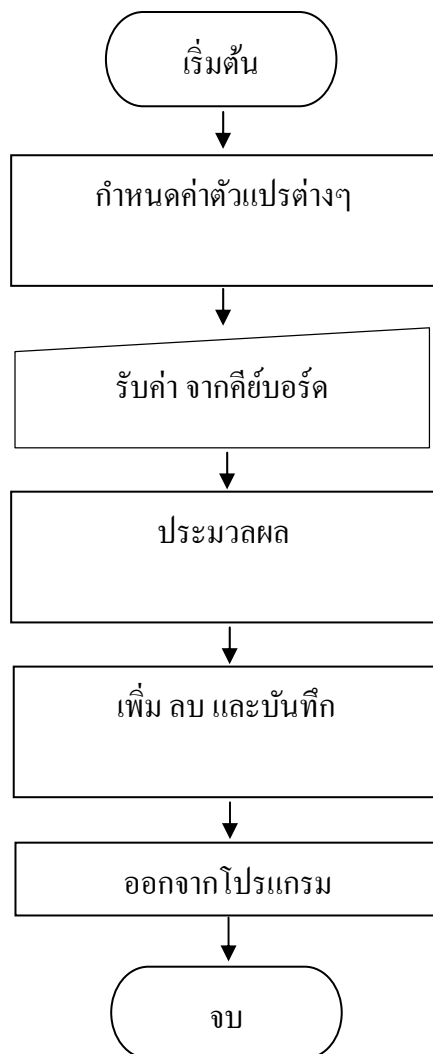 เริ่มต้น
กำหนดค่าตัวแปรต่างๆ
รับค่า จากคีย์บอร์ด
ประมวลผล
เพิ่ม ลบ และบันทึก
ออกจากโปรแกรม
จบ